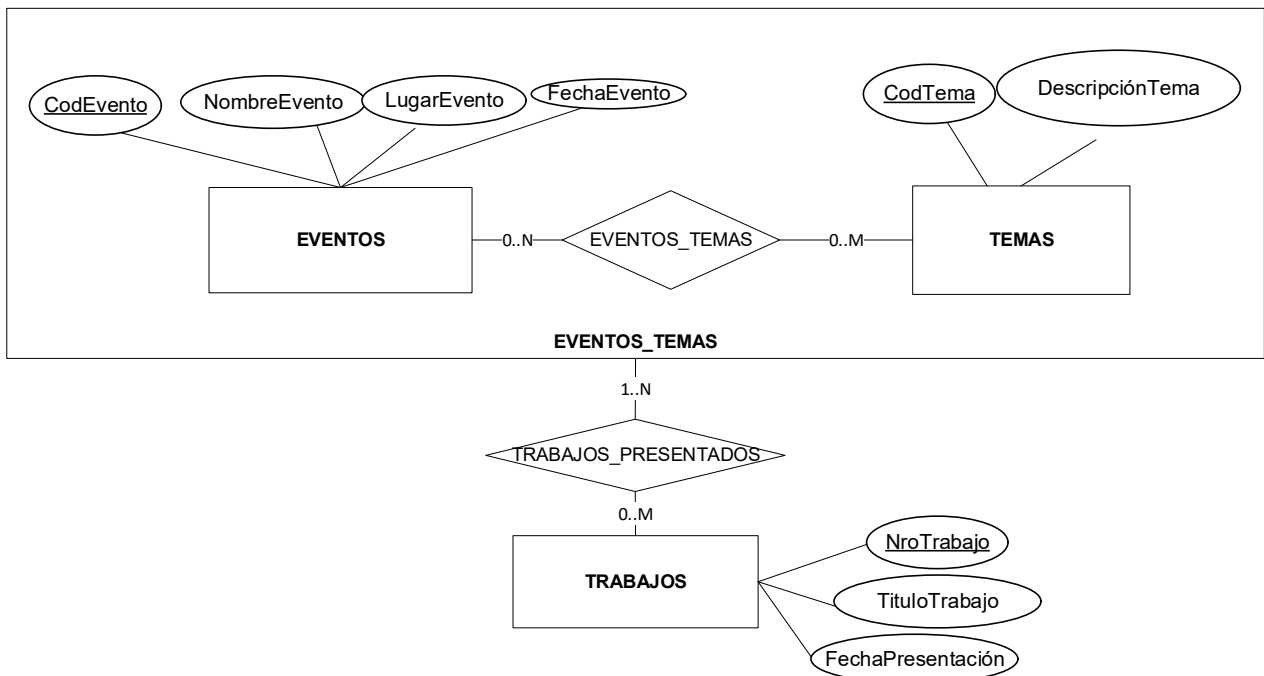 CodEvento
NombreEvento
LugarEvento
FechaEvento
CodTema
DescripciónTema
EVENTOS
0..N
EVENTOS_TEMAS
0..M
TEMAS
EVENTOS_TEMAS
1..N
TRABAJOS_PRESENTADOS
0..M
TRABAJOS
NroTrabajo
TituloTrabajo
FechaPresentación